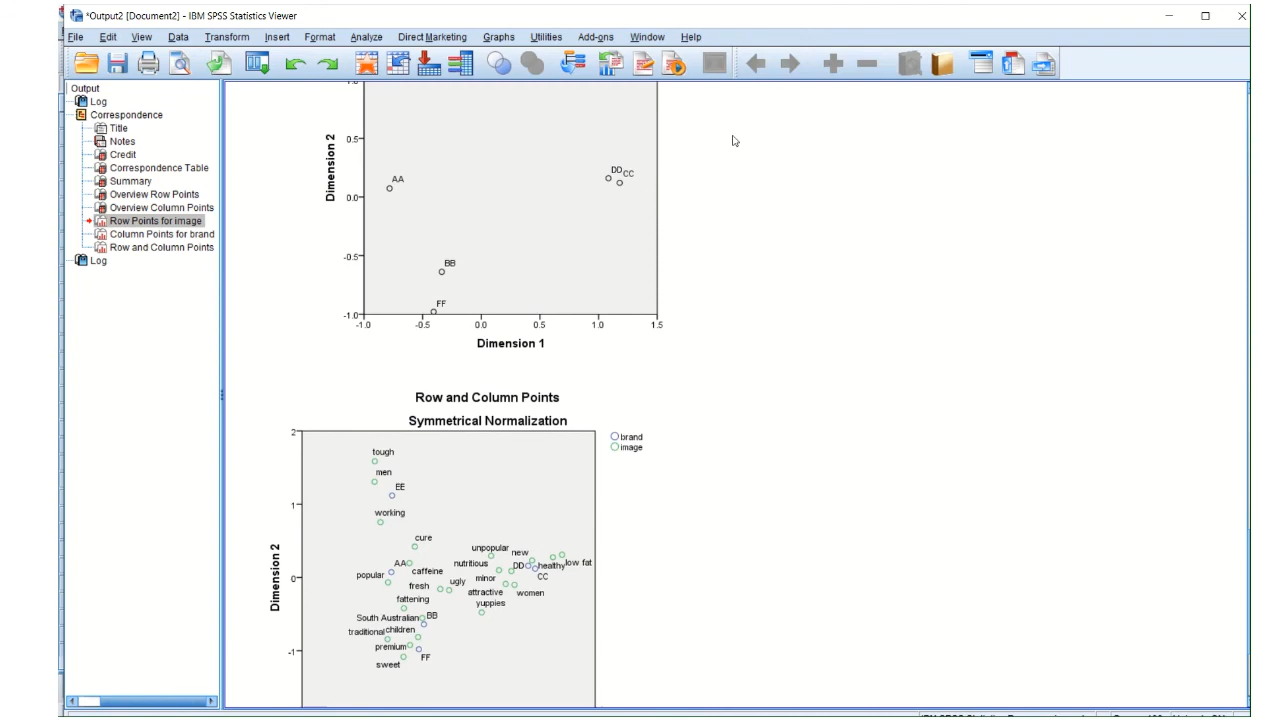 *Output2 [Document2] - IBM SPSS Statistics Viewer
File Edit View Data Transform Insert Format Analyze Direct Marketing Graphs Utilities Add-ons Window Help
Output
Log
Correspondence
Title
Notes
Credit
Correspondence Table
Summary
Overview Row Points
Overview Column Points
Row Points for image
Column Points for brand
Row and Column Points
Log
Dimension 2
0.5
0.0
-0.5
-1.0
AA
DD CC
BB
FF
-1.0 -0.5 0.0 0.5 1.0 1.5
Dimension 1
Row and Column Points
Symmetrical Normalization
brand
image
Dimension 2
2
1
0
-1
tough
men
EE
working
cure
unpopular new
AA nutritious DD healthy low fat
popular caffeine minor CC
fresh ugly attractive women
fattening yuppies
South Australian BB
traditional children
premium
sweet FF